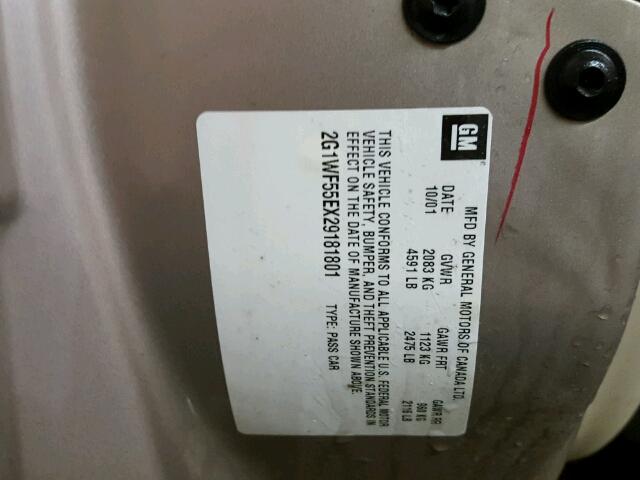 GM
MFD BY GENERAL MOTORS OF CANADA LTD.
DATE GVWR GAWR FRT GAWR RR
10/01 2083 KG 1123 KG 960 KG
4591 LB 2475 LB 2116 LB
THIS VEHICLE CONFORMS TO ALL APPLICABLE U.S. FEDERAL MOTOR
VEHICLE SAFETY, BUMPER, AND THEFT PREVENTION STANDARDS IN
EFFECT ON THE DATE OF MANUFACTURE SHOWN ABOVE.
2G1WF55EX29181801 TYPE: PASS CAR